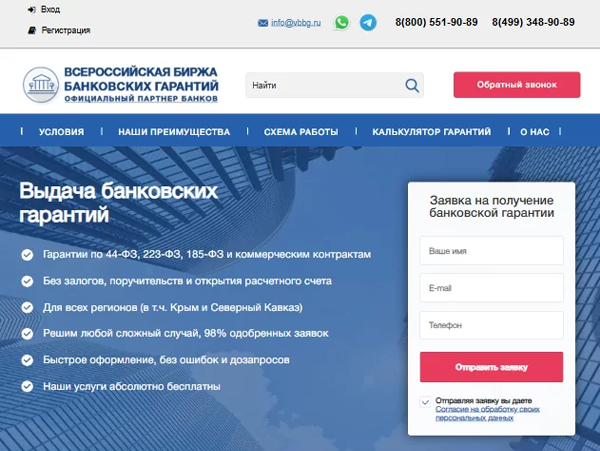 Вход
Регистрация
info@vbbg.ru
8(800) 551-90-89
8(499) 348-90-89
ВСЕРОССИЙСКАЯ БИРЖА
БАНКОВСКИХ ГАРАНТИЙ
ОФИЦИАЛЬНЫЙ ПАРТНЕР БАНКОВ
Найти
Обратный звонок
УСЛОВИЯ
НАШИ ПРЕИМУЩЕСТВА
СХЕМА РАБОТЫ
КАЛЬКУЛЯТОР ГАРАНТИЙ
О НАС
Выдача банковских
гарантий
Гарантии по 44-ФЗ, 223-ФЗ, 185-ФЗ и коммерческим контрактам
Без залогов, поручительств и открытия расчетного счета
Для всех регионов (в т.ч. Крым и Северный Кавказ)
Решим любой сложный случай, 98% одобренных заявок
Быстрое оформление, без ошибок и дозапросов
Наши услуги абсолютно бесплатны
Заявка на получение
банковской гарантии
Ваше имя
E-mail
Телефон
Отправить заявку
Отправляя заявку вы даете
Согласие на обработку своих
персональных данных